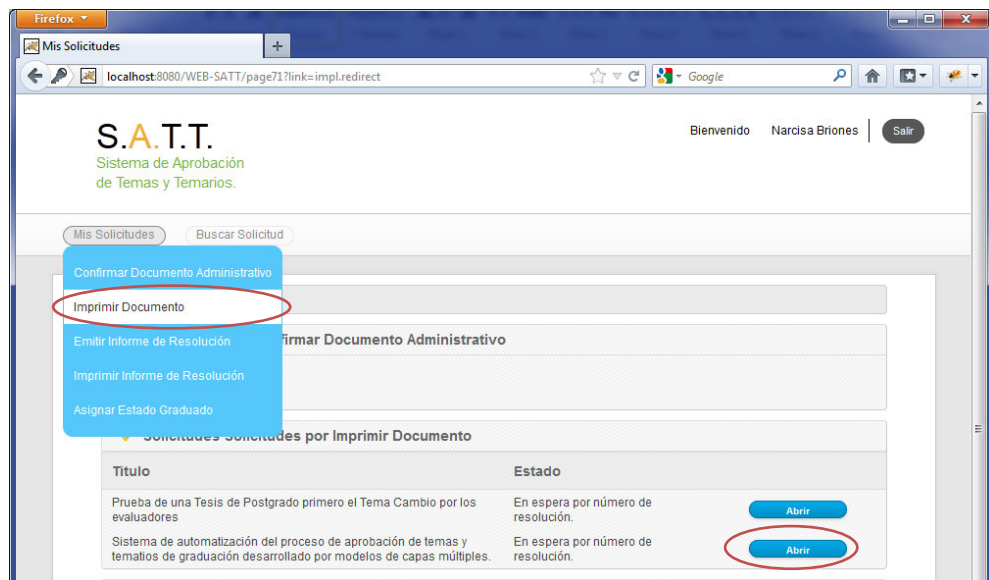 Firefox
Mis Solicitudes
+
localhost:8080/WEB-SATT/page71?link=impl.redirect
Google
S.A.T.T.
Bienvenido Narcisa Briones
Salir
Sistema de Aprobación
de Temas y Temarios.
Mis Solicitudes Buscar Solicitud
Confirmar Documento Administrativo
Imprimir Documento
Emitir Informe de Resolución
firmar Documento Administrativo
Imprimir Informe de Resolución
Asignar Estado Graduado
Solicitudes Solicitudes por Imprimir Documento
Titulo Estado
Prueba de una Tesis de Postgrado primero el Tema Cambio por los
evaluadores
En espera por número de
resolución.
Abrir
Sistema de automatización del proceso de aprobación de temas y
tematios de graduación desarrollado por modelos de capas múltiples.
En espera por número de
resolución.
Abrir